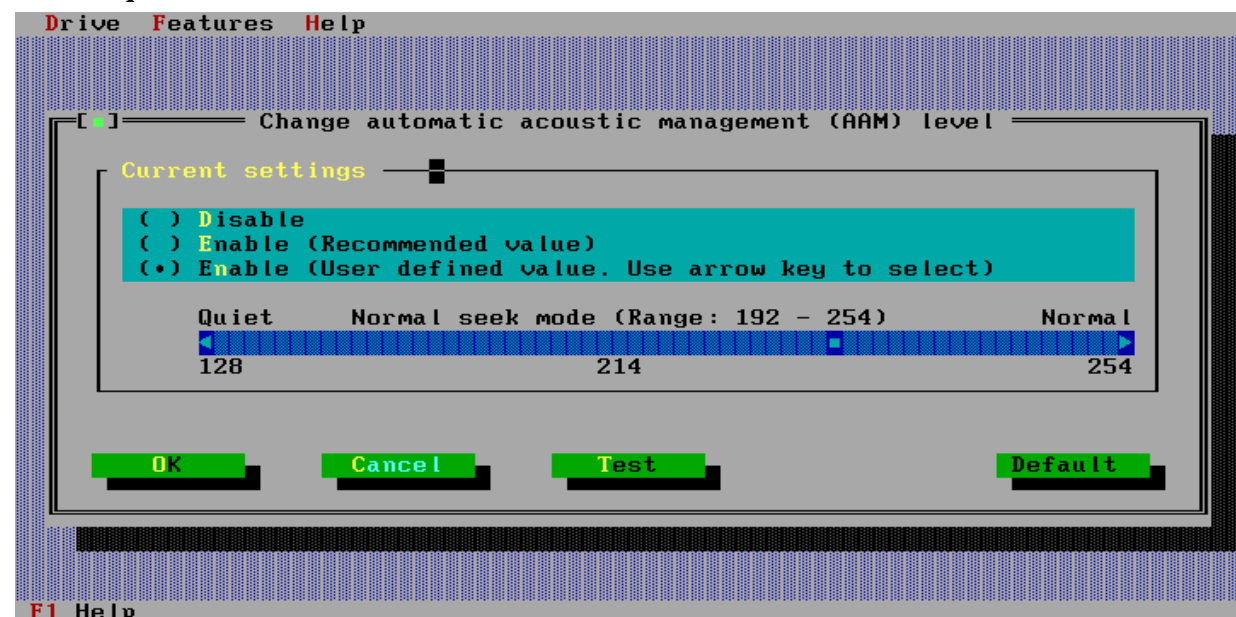 Drive Features Help
Change automatic acoustic management (AAM) level
Current settings
( ) Disable
( ) Enable (Recommended value)
(•) Enable (User defined value. Use arrow key to select)
Quiet Normal seek mode (Range: 192 - 254) Normal
128 214 254
OK Cancel Test Default
F1 Help